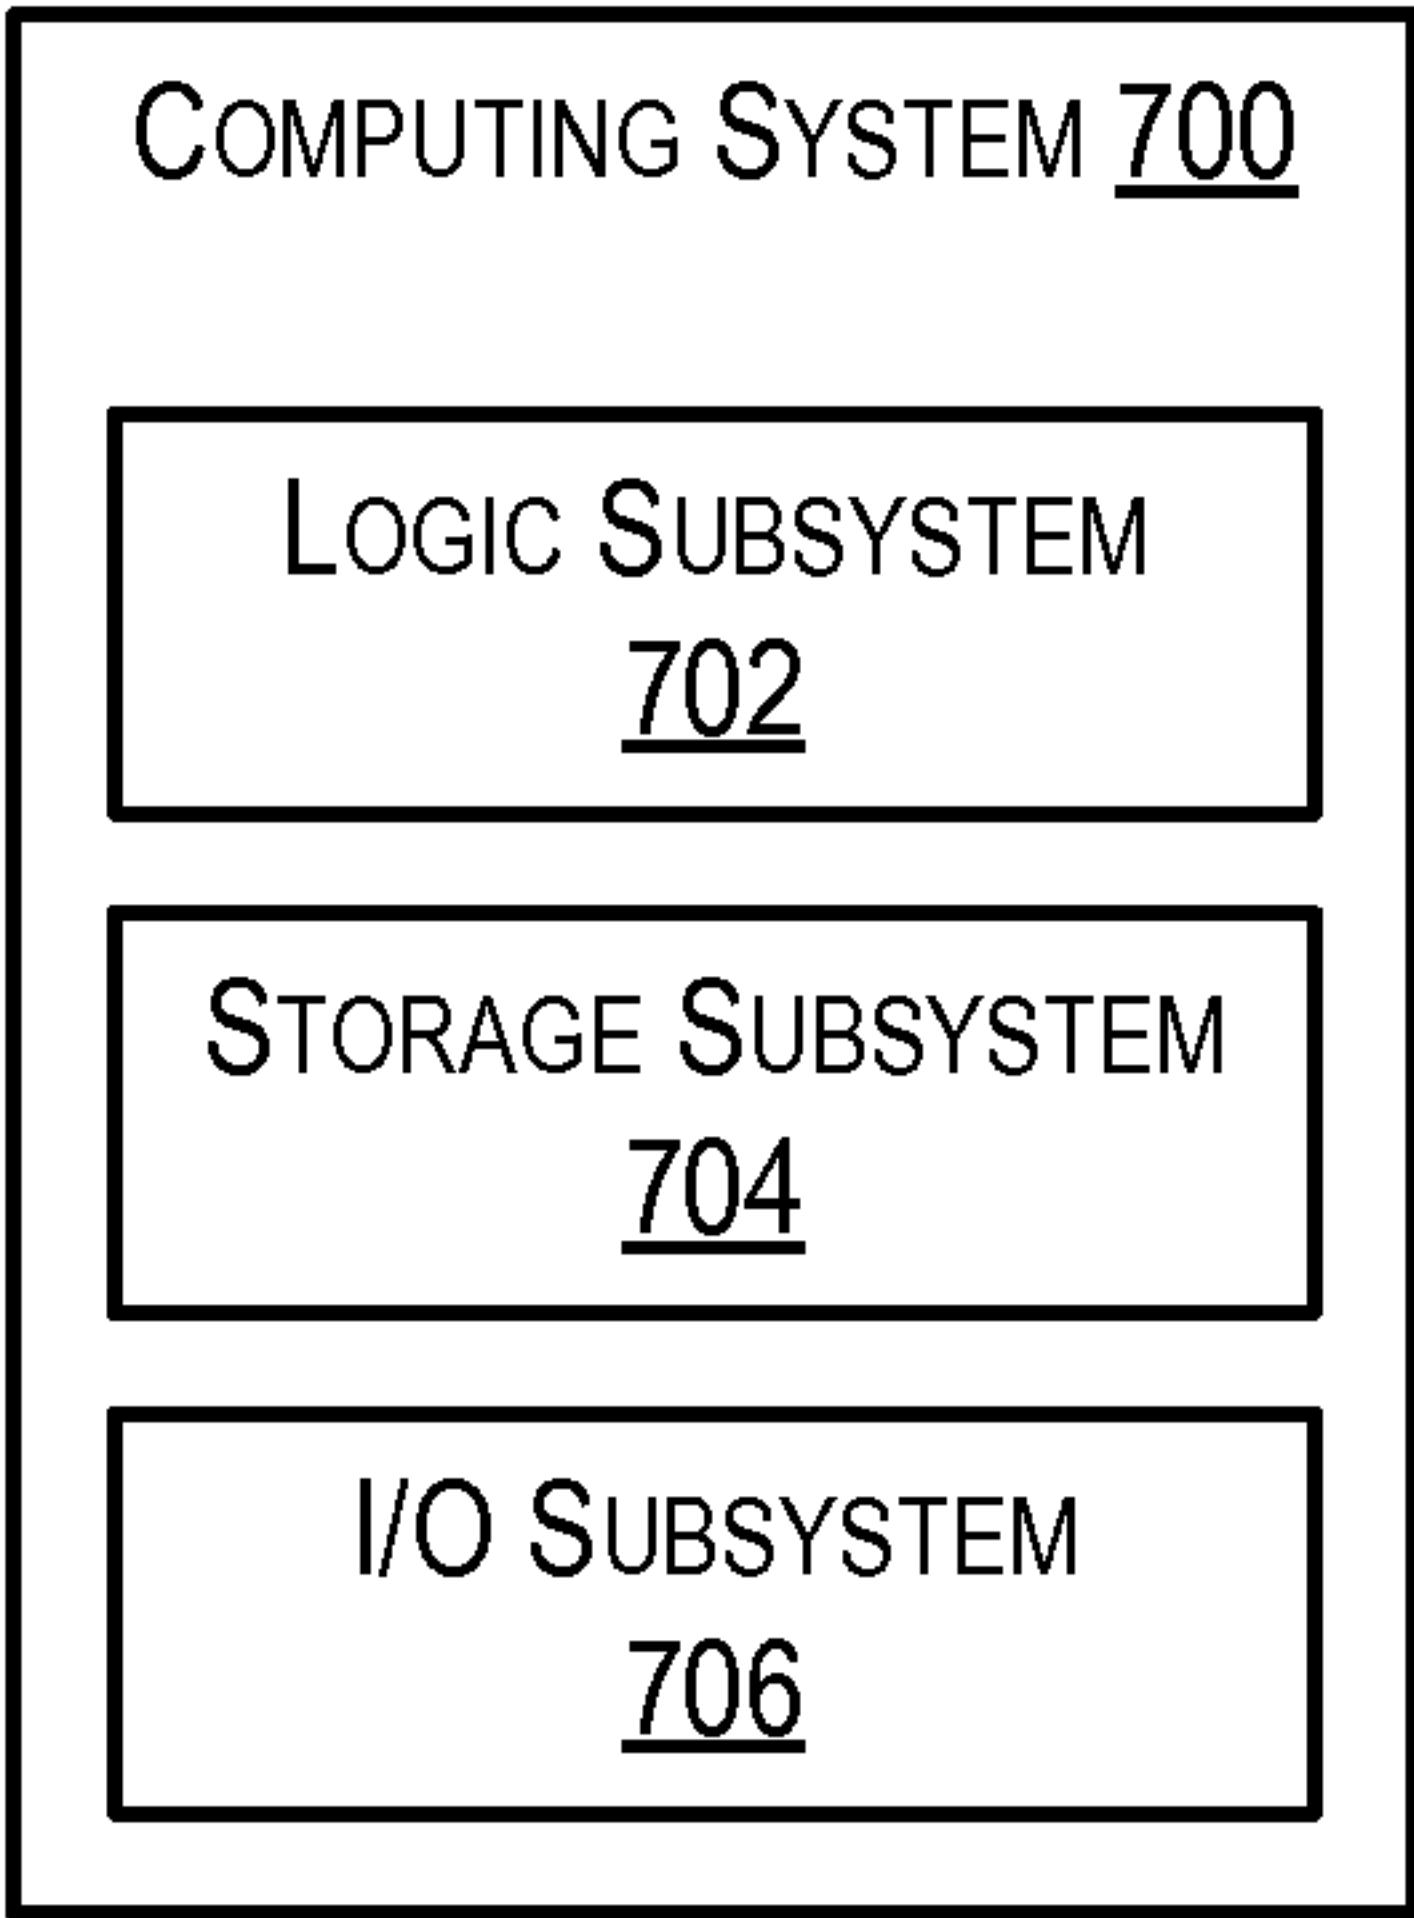 COMPUTING SYSTEM 700
LOGIC SUBSYSTEM
702
STORAGE SUBSYSTEM
704
I/O SUBSYSTEM
706